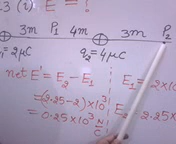 .3 (i) E = ?
3m P₁ 4m 3m P₂
q₁ = 2μC q₂ = 4μC
net E = E₂ - E₁
= (2.25-2) × 10³
= 0.25 × 10³ N/C
E₁ = 2×10
E₂
= 2.25×